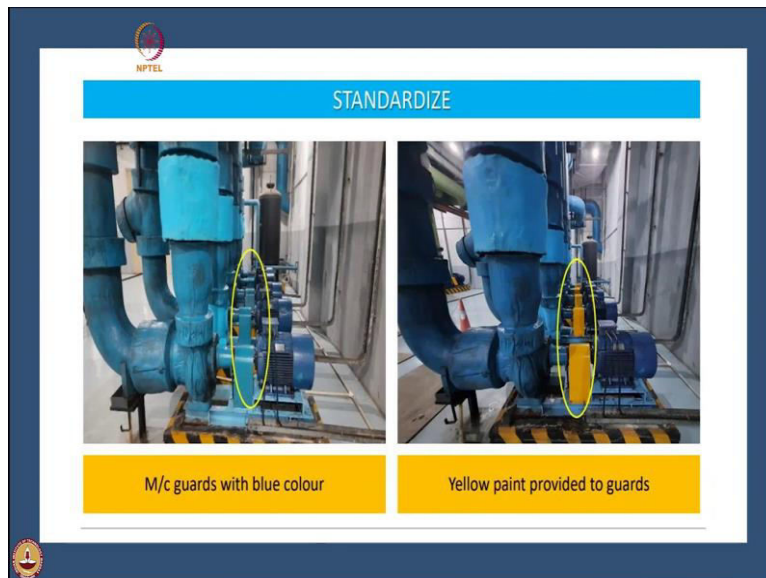 NPTEL
STANDARDIZE
M/c guards with blue colour
Yellow paint provided to guards